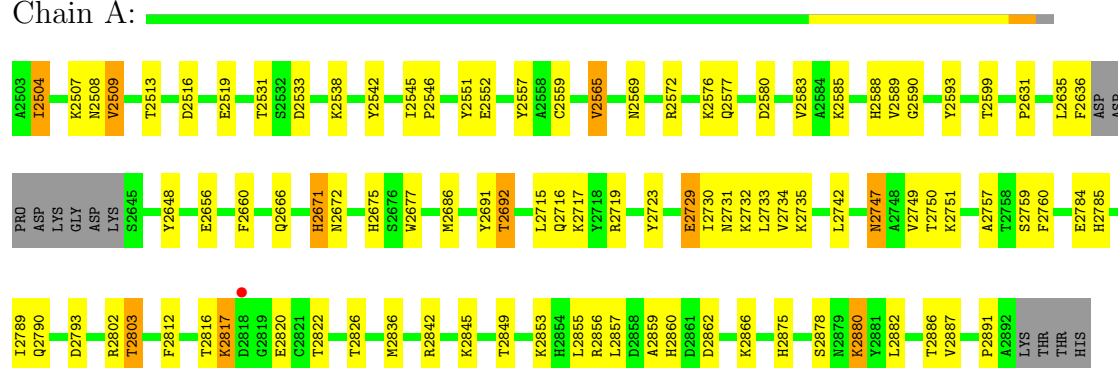 Chain A:
A2503 I2504 K2507 N2508 V2509 T2513 D2516 E2519 T2531 S2532 D2533 K2538 Y2542 I2545 P2546 Y2551 E2552 Y2557 A2558 C2559 V2565 N2569 R2572 K2576 Q2577 D2580 V2583 A2584 K2585 H2588 V2589 G2590 Y2593 T2599 P2631 L2635 F2636 ASP ASP
PRO ASP LYS GLY ASP LYS S2645 Y2648 E2656 F2660 Q2666 H2671 N2672 H2675 S2676 W2677 M2686 Y2691 T2692 L2715 Q2716 K2717 Y2718 R2719 Y2723 E2729 I2730 N2731 K2732 L2733 V2734 K2735 L2742 N2747 A2748 V2749 T2750 K2751 A2757 T2758 S2759 F2760 E2784 H2785
I2789 Q2790 D2793 R2802 T2803 F2812 T2816 K2817 D2818 G2819 E2820 C2821 T2822 T2826 M2836 R2842 K2845 T2849 K2853 H2854 L2855 R2856 L2857 D2858 A2859 H2860 D2861 D2862 K2866 H2875 S2878 N2879 K2880 Y2881 L2882 T2886 V2887 P2891 A2892 LYS THR THR HIS